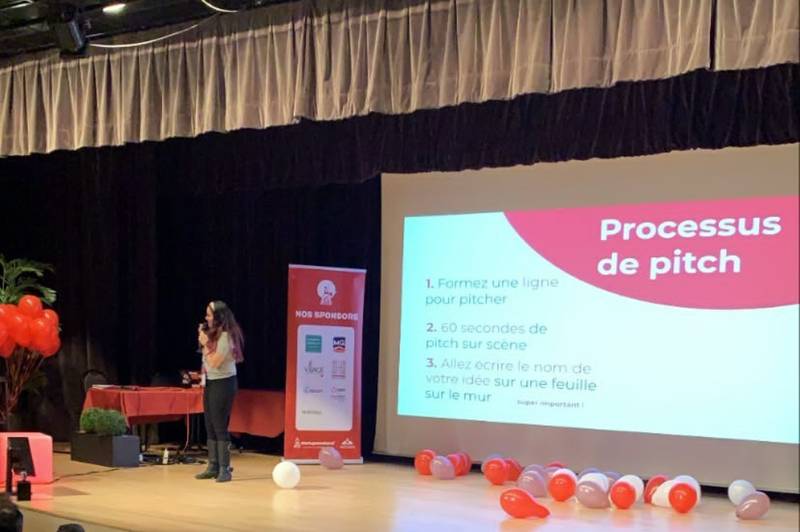 Processus
de pitch
1. Formez une ligne
pour pitcher
2. 60 secondes de
pitch sur scène
3. Allez écrire le nom de
votre idée sur une feuille
sur le mur
super important !
NOS SPONSORS
MG